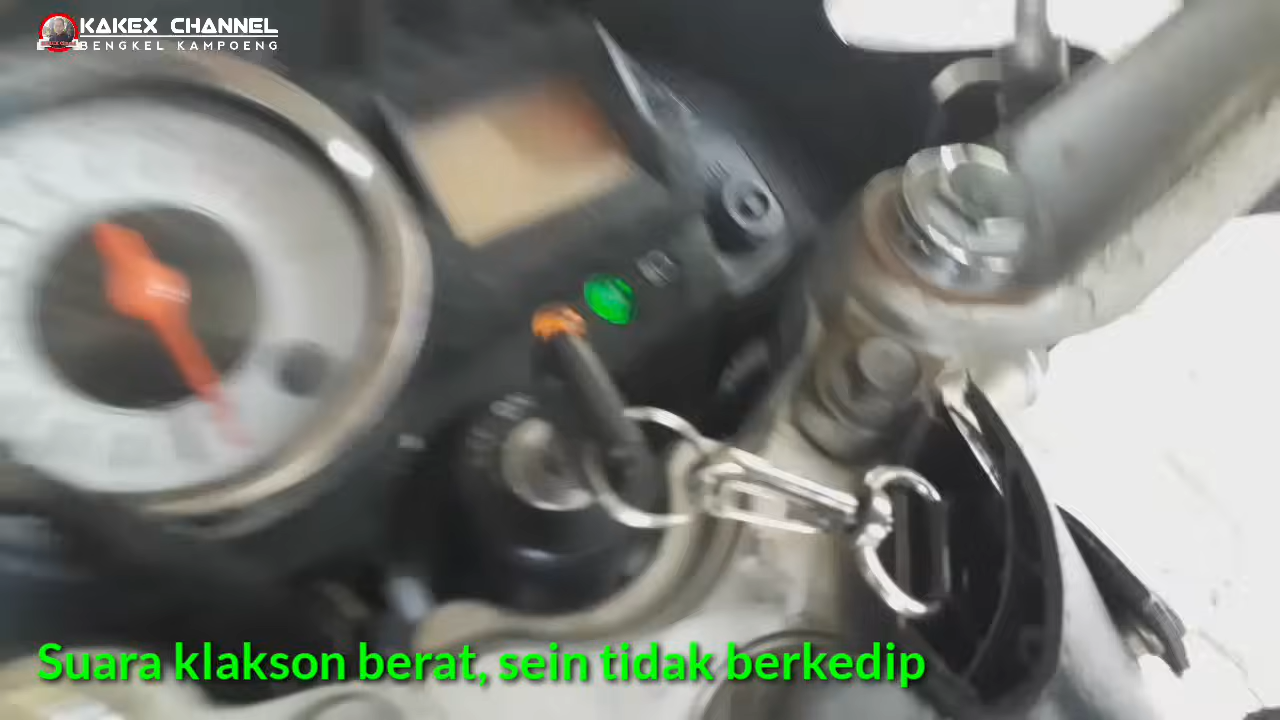 KAKEX CHANNEL
BENGKEL KAMPOENG
Suara klakson berat, sein tidak berkedip